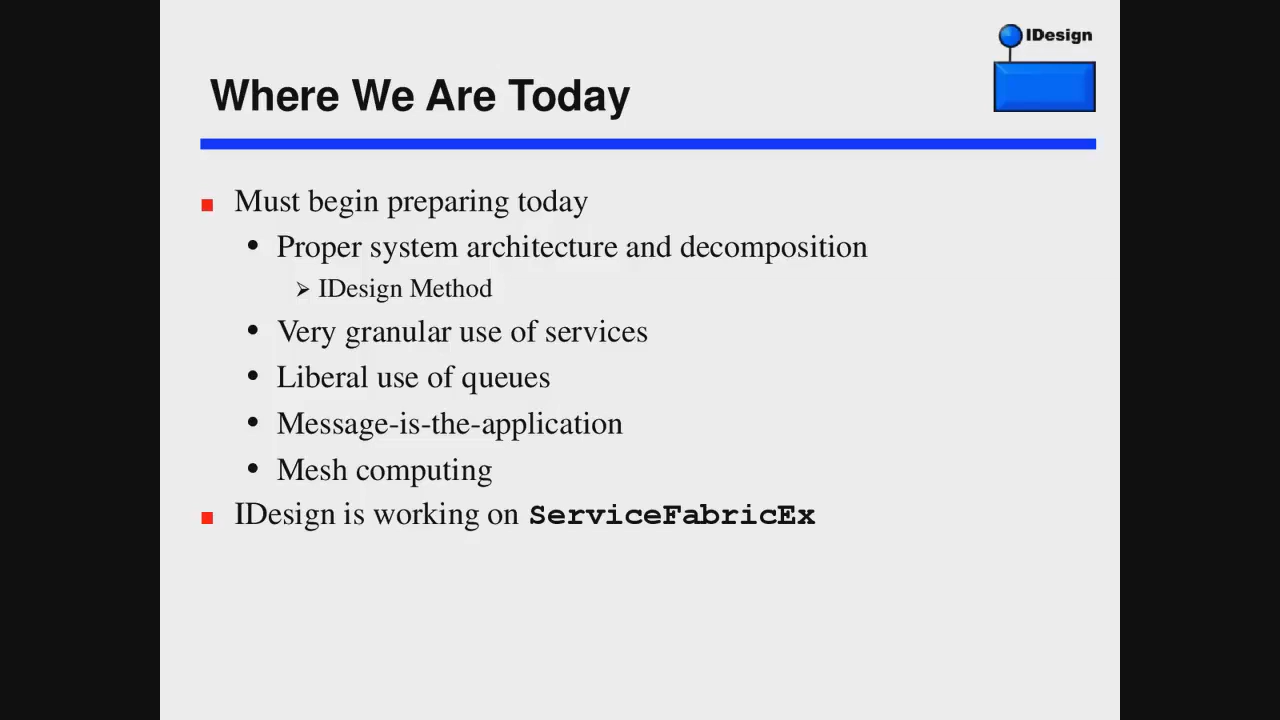 IDesign
Where We Are Today
Must begin preparing today
Proper system architecture and decomposition
IDesign Method
Very granular use of services
Liberal use of queues
Message-is-the-application
Mesh computing
IDesign is working on ServiceFabricEx